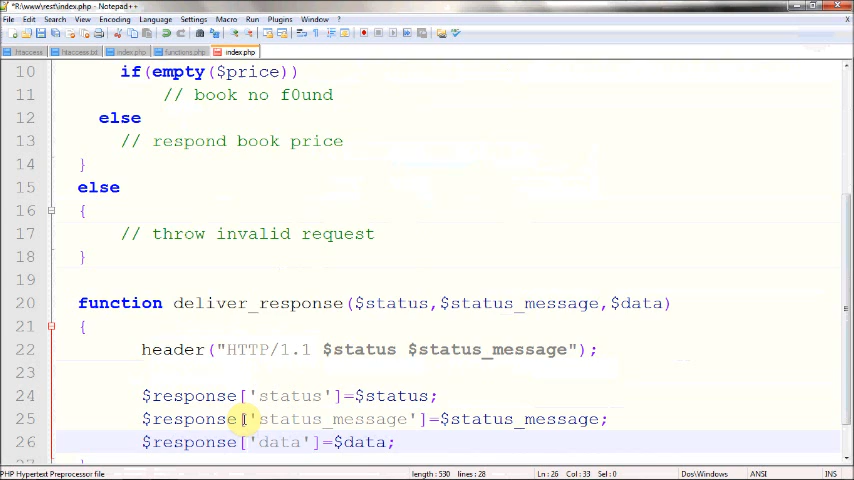 *R:\www\rest\index.php - Notepad++
File Edit Search View Encoding Language Settings Macro Run Plugins Window ?
.htaccess htaccess.txt index.php functions.php index.php
10 if(empty($price))
11 // book no f0und
12 else
13 // respond book price
14 }
15 else
16 {
17 // throw invalid request
18 }
19
20 function deliver_response($status,$status_message,$data)
21 {
22 header("HTTP/1.1 $status $status_message");
23
24 $response['status']=$status;
25 $response['status_message']=$status_message;
26 $response['data']=$data;
}
PHP Hypertext Preprocessor file length : 530 lines : 28 Ln : 26 Col : 33 Sel : 0 Dos\Windows ANSI INS